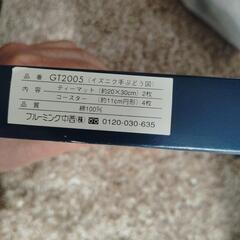 品番 GT2005（イズニク手ぶどう図）
内容 ティーマット（約20×30cm）2枚
コースター（約11cm円形）4枚
品質 綿100%
ブルーミング中西（株） 0120-030-635